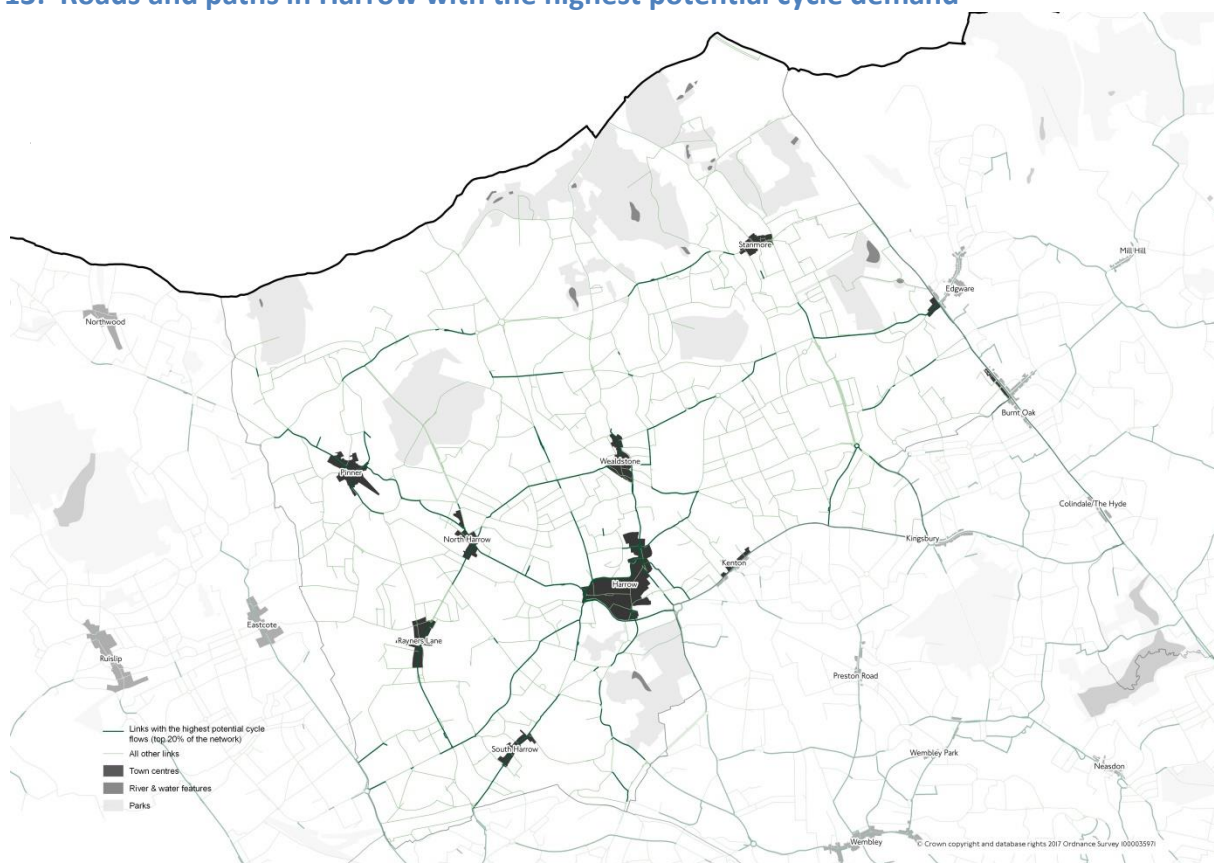 Roads and paths in Harrow with the highest potential cycle demand
Stanmore
Mill Hill
Edgware
Northwood
Burnt Oak
Wealdstone
Pinner
Colindale/The Hyde
North Harrow
Kingsbury
Kenton
Harrow
Eastcote
Rayners Lane
Ruislip
Preston Road
Links with the highest potential cycle
flows (top 20% of the network)
All other links
Town centres
River & water features
Parks
South Harrow
Wembley Park
Neasdon
Wembley
© Crown copyright and database rights 2017 Ordnance Survey 100035971